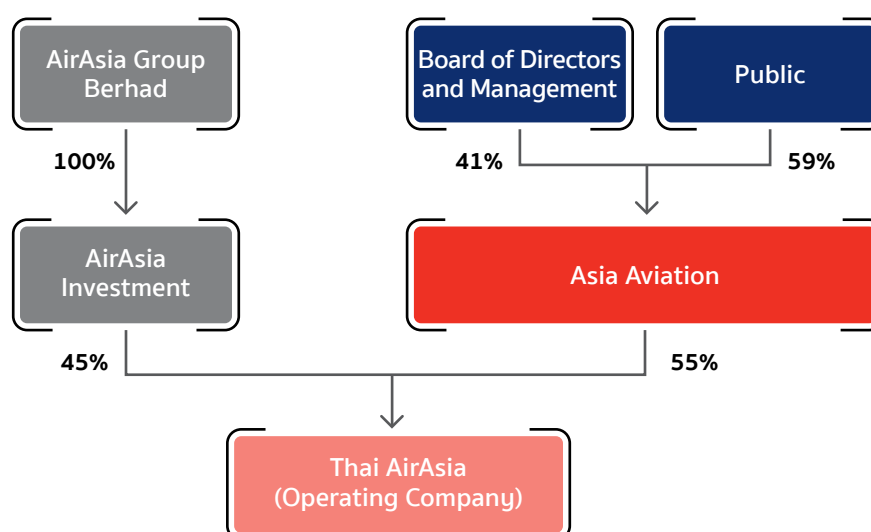 AirAsia Group
Berhad
Board of Directors
and Management
Public
100%
41%
59%
AirAsia
Investment
Asia Aviation
45%
55%
Thai AirAsia
(Operating Company)